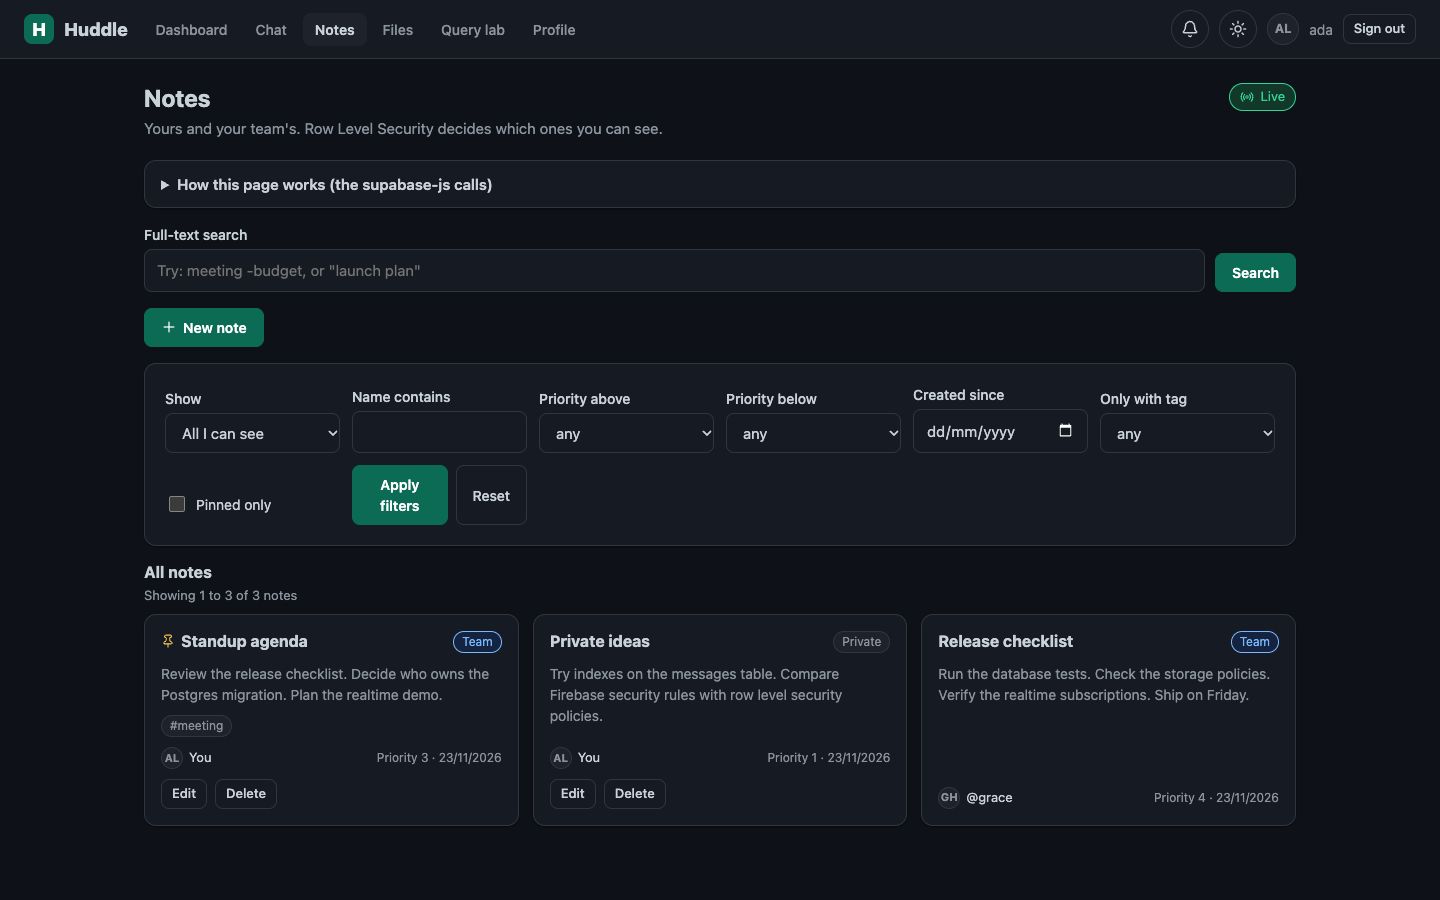 H Huddle Dashboard Chat Notes Files Query lab Profile AL ada Sign out
Notes
Live
Yours and your team's. Row Level Security decides which ones you can see.
How this page works (the supabase-js calls)
Full-text search
Try: meeting -budget, or "launch plan"
Search
New note
Show
All I can see
Name contains
Priority above
any
Priority below
any
Created since
dd/mm/yyyy
Only with tag
any
Pinned only
Apply
filters
Reset
All notes
Showing 1 to 3 of 3 notes
Standup agenda
Team
Review the release checklist. Decide who owns the
Postgres migration. Plan the realtime demo.
#meeting
AL You
Priority 3 · 23/11/2026
Edit
Delete
Private ideas
Private
Try indexes on the messages table. Compare
Firebase security rules with row level security
policies.
AL You
Priority 1 · 23/11/2026
Edit
Delete
Release checklist
Team
Run the database tests. Check the storage policies.
Verify the realtime subscriptions. Ship on Friday.
GH @grace
Priority 4 · 23/11/2026